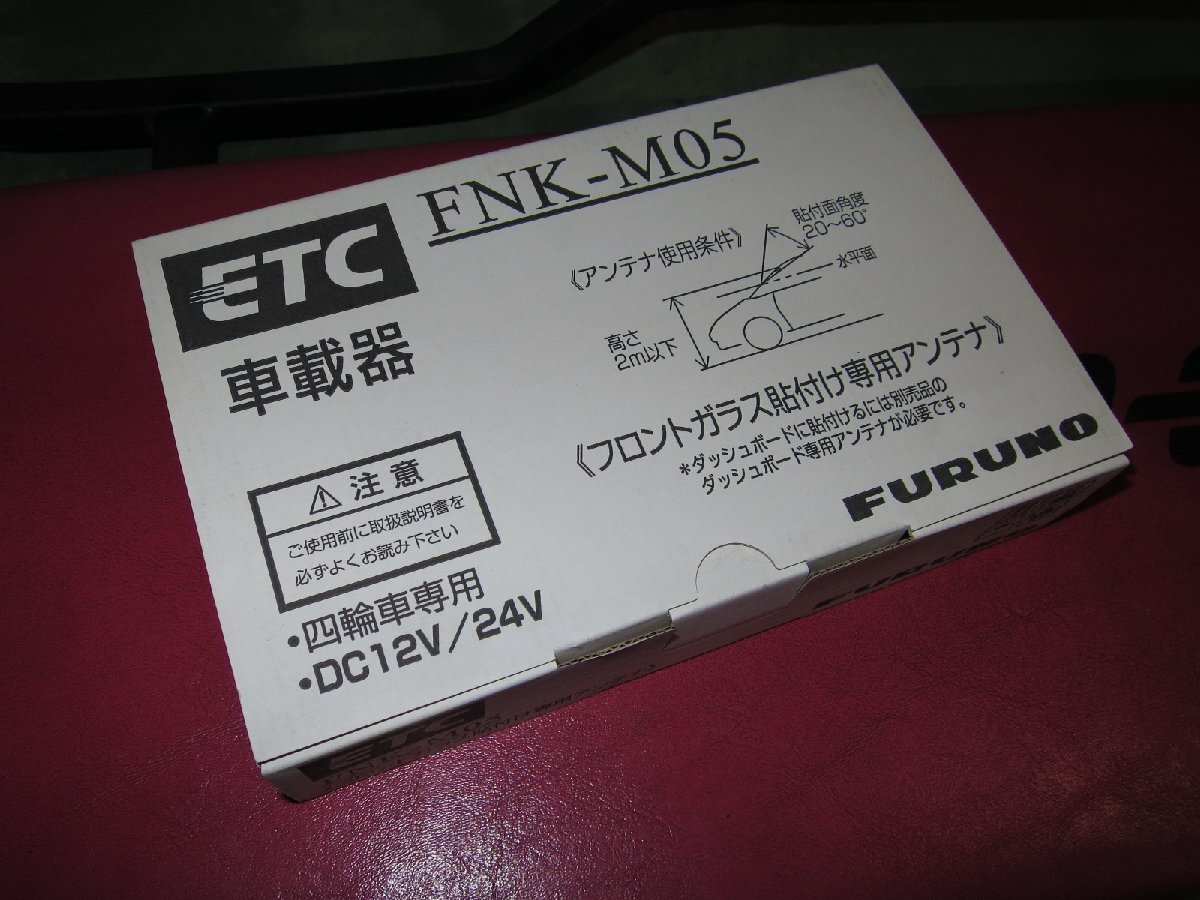 ETC
FNK-M05
車載器
《アンテナ使用条件》
貼付面角度
20~60°
水平面
高さ
2m以下
《フロントガラス貼付け専用アンテナ》
*ダッシュボードに貼付けるには別売品の
ダッシュボード専用アンテナが必要です。
⚠注意
ご使用前に取扱説明書を
必ずよくお読み下さい
・四輪車専用
・DC12V/24V
FURUNO